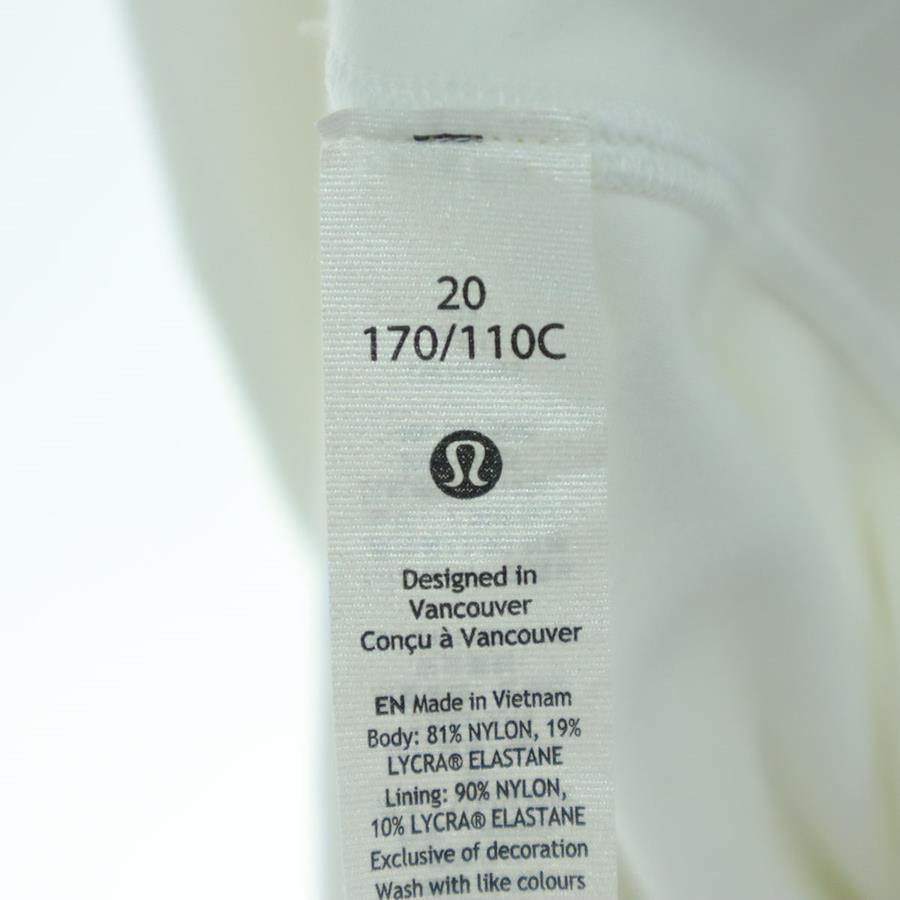 20
170/110C
Designed in
Vancouver
Conçu à Vancouver
EN Made in Vietnam
Body: 81% NYLON, 19%
LYCRA® ELASTANE
Lining: 90% NYLON,
10% LYCRA® ELASTANE
Exclusive of decoration
Wash with like colours